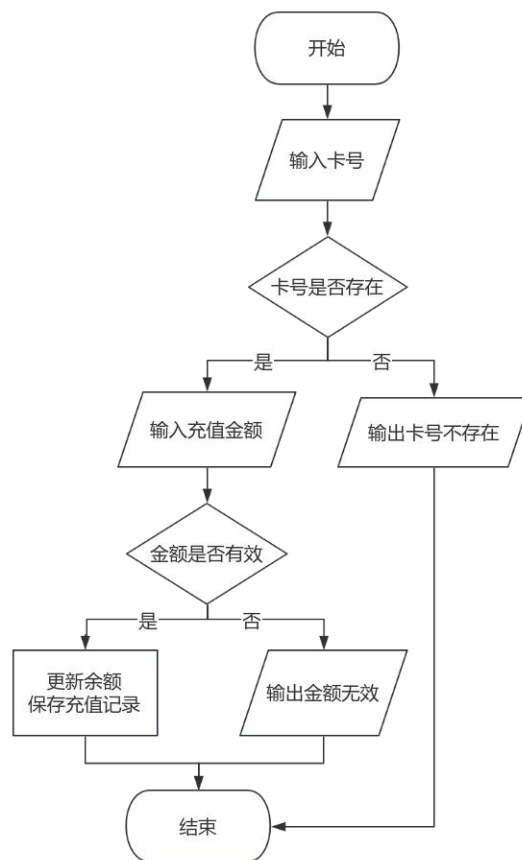 开始
输入卡号
卡号是否存在
是
否
输入充值金额
输出卡号不存在
金额是否有效
是
否
更新余额
保存充值记录
输出金额无效
结束